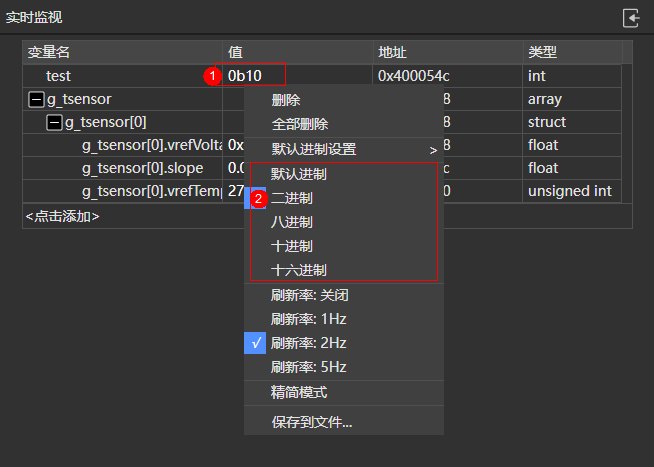 实时监视
变量名 值 地址 类型
test 1 0b10 0x400054c int
g_tsensor 8 array
g_tsensor[0] 8 struct
g_tsensor[0].vrefVolta 0x 8 float
g_tsensor[0].slope 0.0 c float
g_tsensor[0].vrefTemp 27 0 unsigned int
<点击添加>
删除
全部删除
默认进制设置 >
默认进制
2 二进制
八进制
十进制
十六进制
刷新率: 关闭
刷新率: 1Hz
√ 刷新率: 2Hz
刷新率: 5Hz
精简模式
保存到文件...